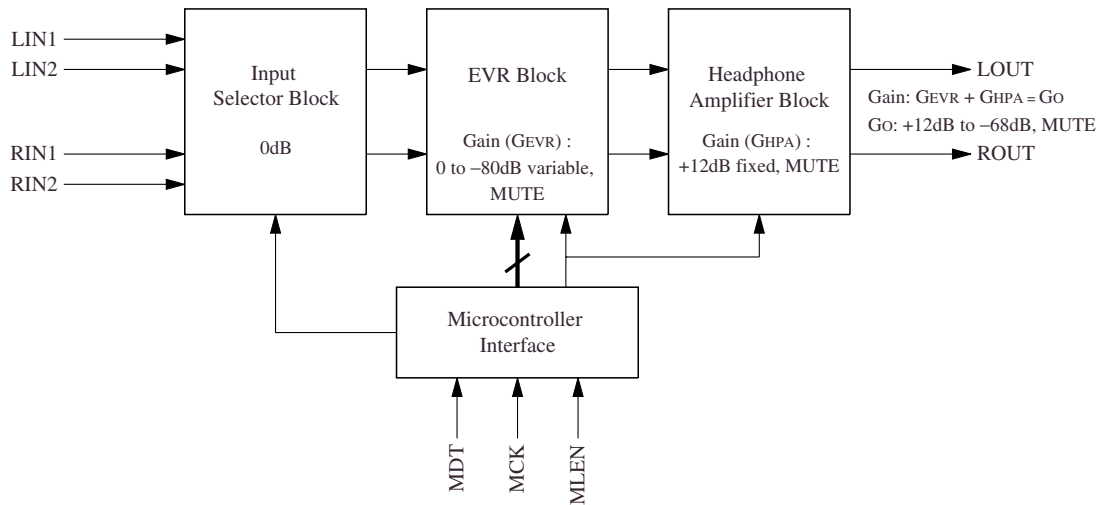 LIN1
LIN2
RIN1
RIN2
Input
Selector Block
0dB
EVR Block
Gain (GEVR) :
0 to −80dB variable,
MUTE
Headphone
Amplifier Block
Gain (GHPA) :
+12dB fixed, MUTE
LOUT
Gain: GEVR + GHPA = GO
GO: +12dB to −68dB, MUTE
ROUT
Microcontroller
Interface
MDT
MCK
MLEN